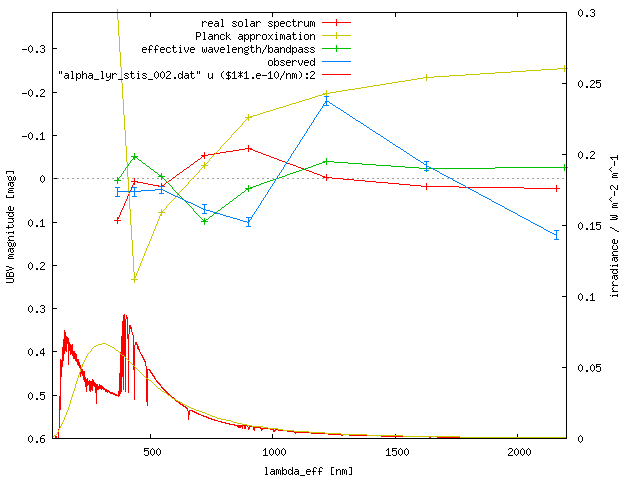 real solar spectrum
Planck approximation
effective wavelength/bandpass
observed
"alpha_lyr_stis_002.dat" u ($1*1.e-10/nm):2
-0.3
-0.2
-0.1
0
0.1
0.2
0.3
0.4
0.5
0.6
0.3
0.25
0.2
0.15
0.1
0.05
0
500
1000
1500
2000
UBV magnitude [mag]
irradiance / W m^-2 m^-1
lambda_eff [nm]